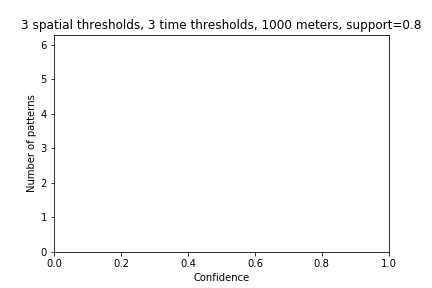 3 spatial thresholds, 3 time thresholds, 1000 meters, support=0.8
6
5
4
3
2
1
0
Number of patterns
0.0 0.2 0.4 0.6 0.8 1.0
Confidence